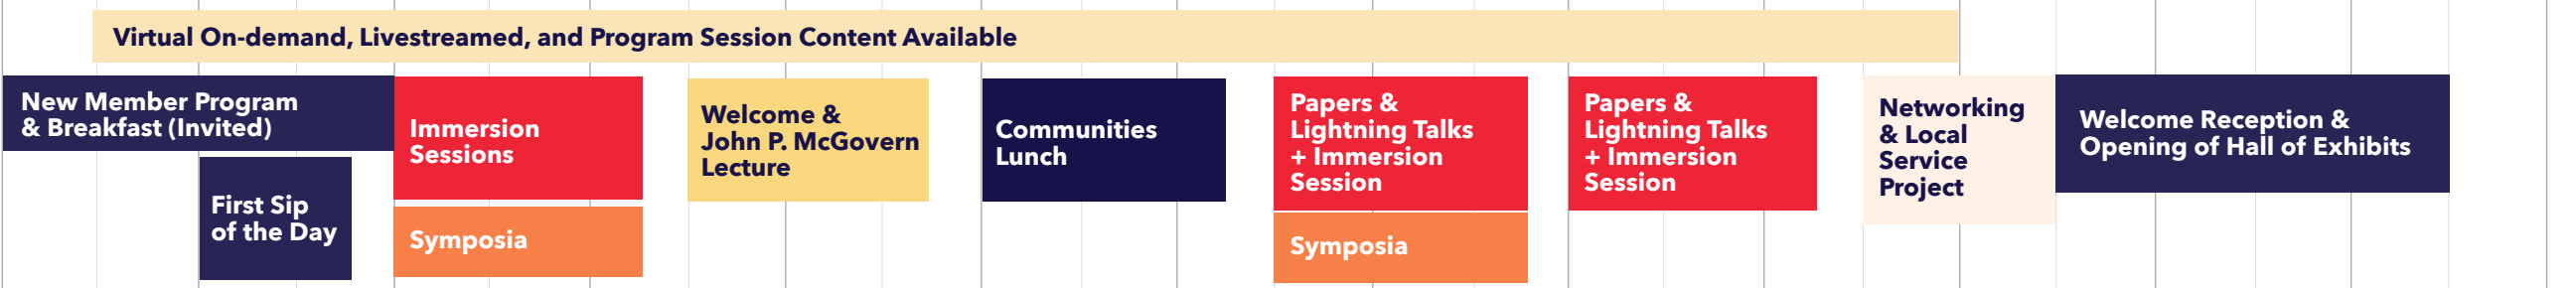 Virtual On-demand, Livestreamed, and Program Session Content Available
New Member Program
& Breakfast (Invited)
First Sip
of the Day
Immersion
Sessions
Symposia
Welcome &
John P. McGovern
Lecture
Communities
Lunch
Papers &
Lightning Talks
+ Immersion
Session
Symposia
Papers &
Lightning Talks
+ Immersion
Session
Networking
& Local
Service
Project
Welcome Reception &
Opening of Hall of Exhibits